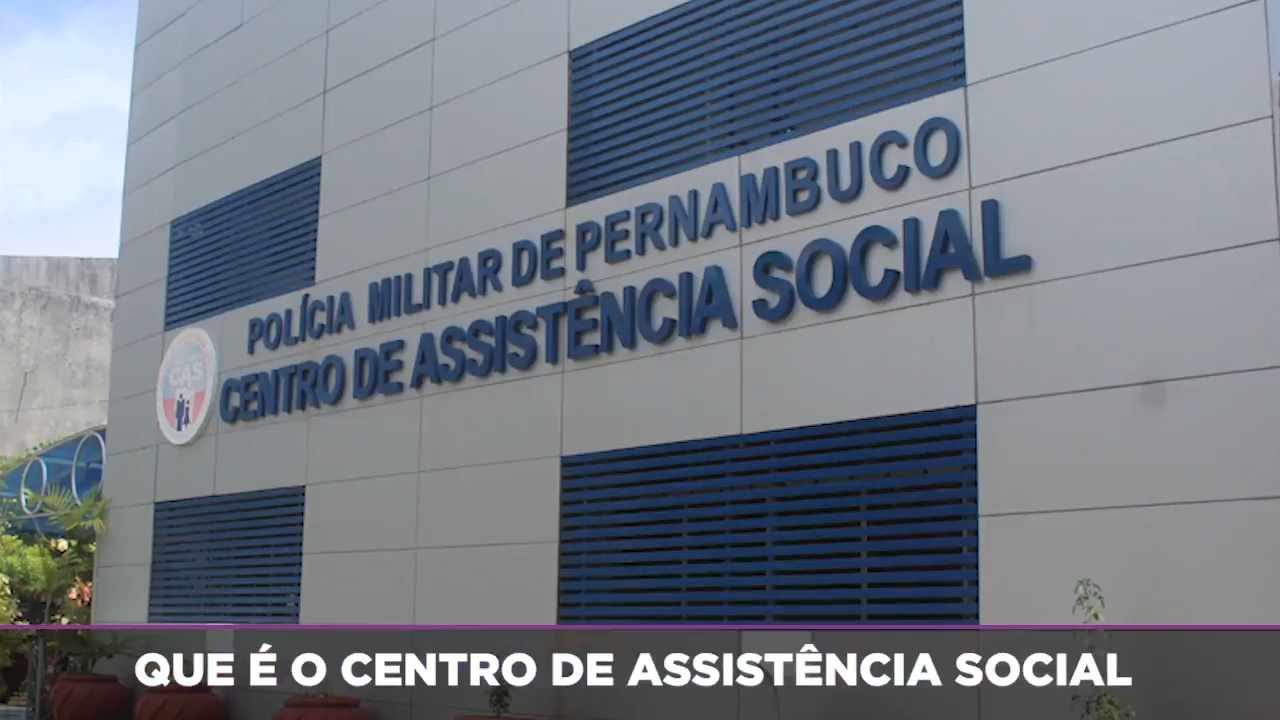 POLÍCIA MILITAR DE PERNAMBUCO
CENTRO DE ASSISTÊNCIA SOCIAL
CAS
QUE É O CENTRO DE ASSISTÊNCIA SOCIAL